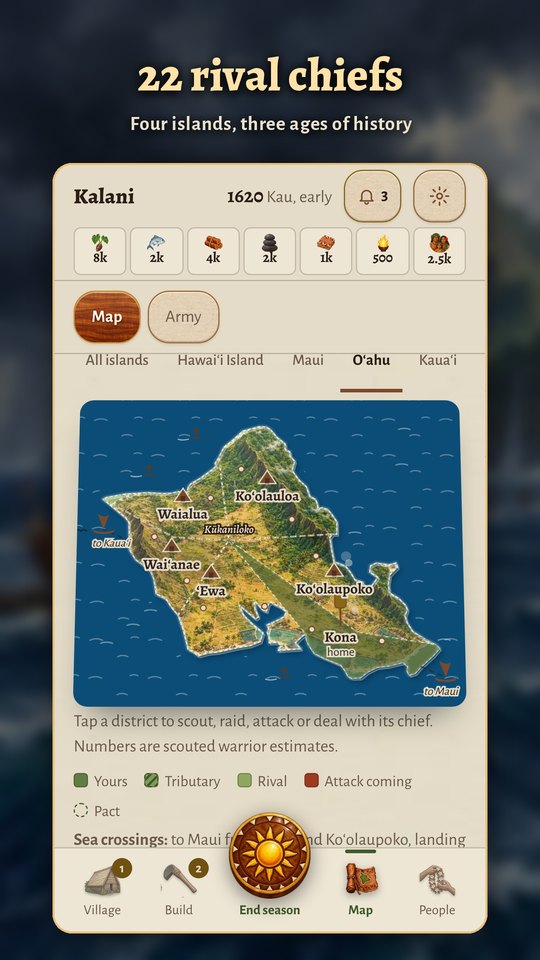 22 rival chiefs
Four islands, three ages of history
Kalani
1620 Kau, early
3
8k
2k
4k
2k
1k
500
2.5k
Map
Army
All islands
Hawaiʻi Island
Maui
Oʻahu
Kauaʻi
Koʻolauloa
Waialua
Kūkaniloko
to Kauaʻi
Waiʻanae
ʻEwa
Koʻolaupoko
Kona
home
to Maui
Tap a district to scout, raid, attack or deal with its chief.
Numbers are scouted warrior estimates.
Yours
Tributary
Rival
Attack coming
Pact
Sea crossings: to Maui nd Koʻolaupoko, landing
1
2
Village
Build
End season
Map
People